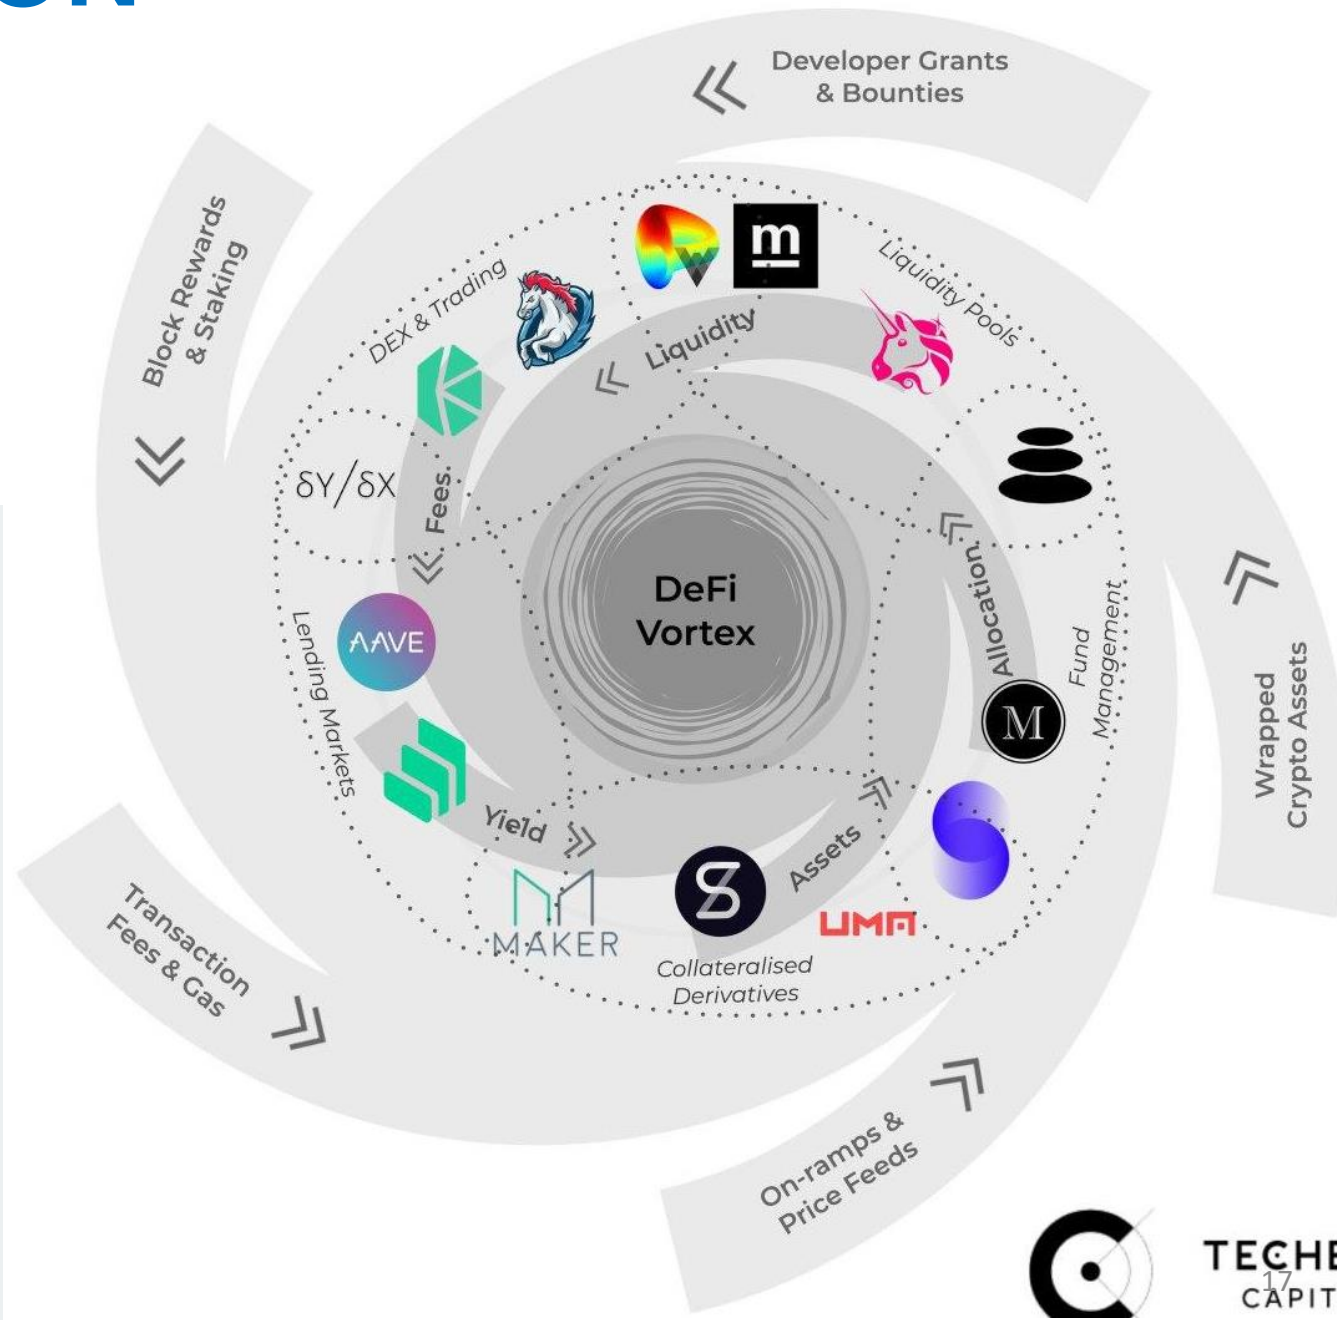 ON
Developer Grants
& Bounties
Block Rewards
& Staking
DEX & Trading
m
Liquidity Pools
Liquidity
δY/δX
Fees
DeFi
Vortex
Allocation
Fund
Management
Wrapped
Crypto Assets
AAVE
Lending Markets
M
Yield
Assets
MAKER
UMA
Collateralised
Derivatives
Transaction
Fees & Gas
On-ramps &
Price Feeds
TECHE
CAPIT
17